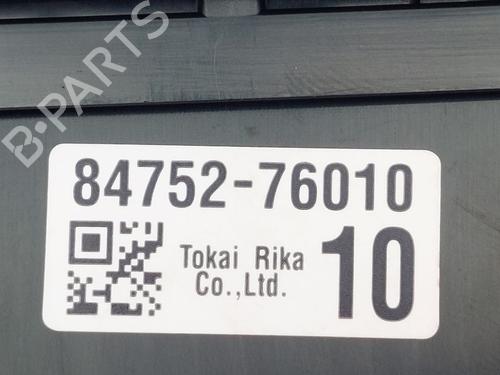 B-PARTS
84752-76010
Tokai Rika
Co.,Ltd.
10